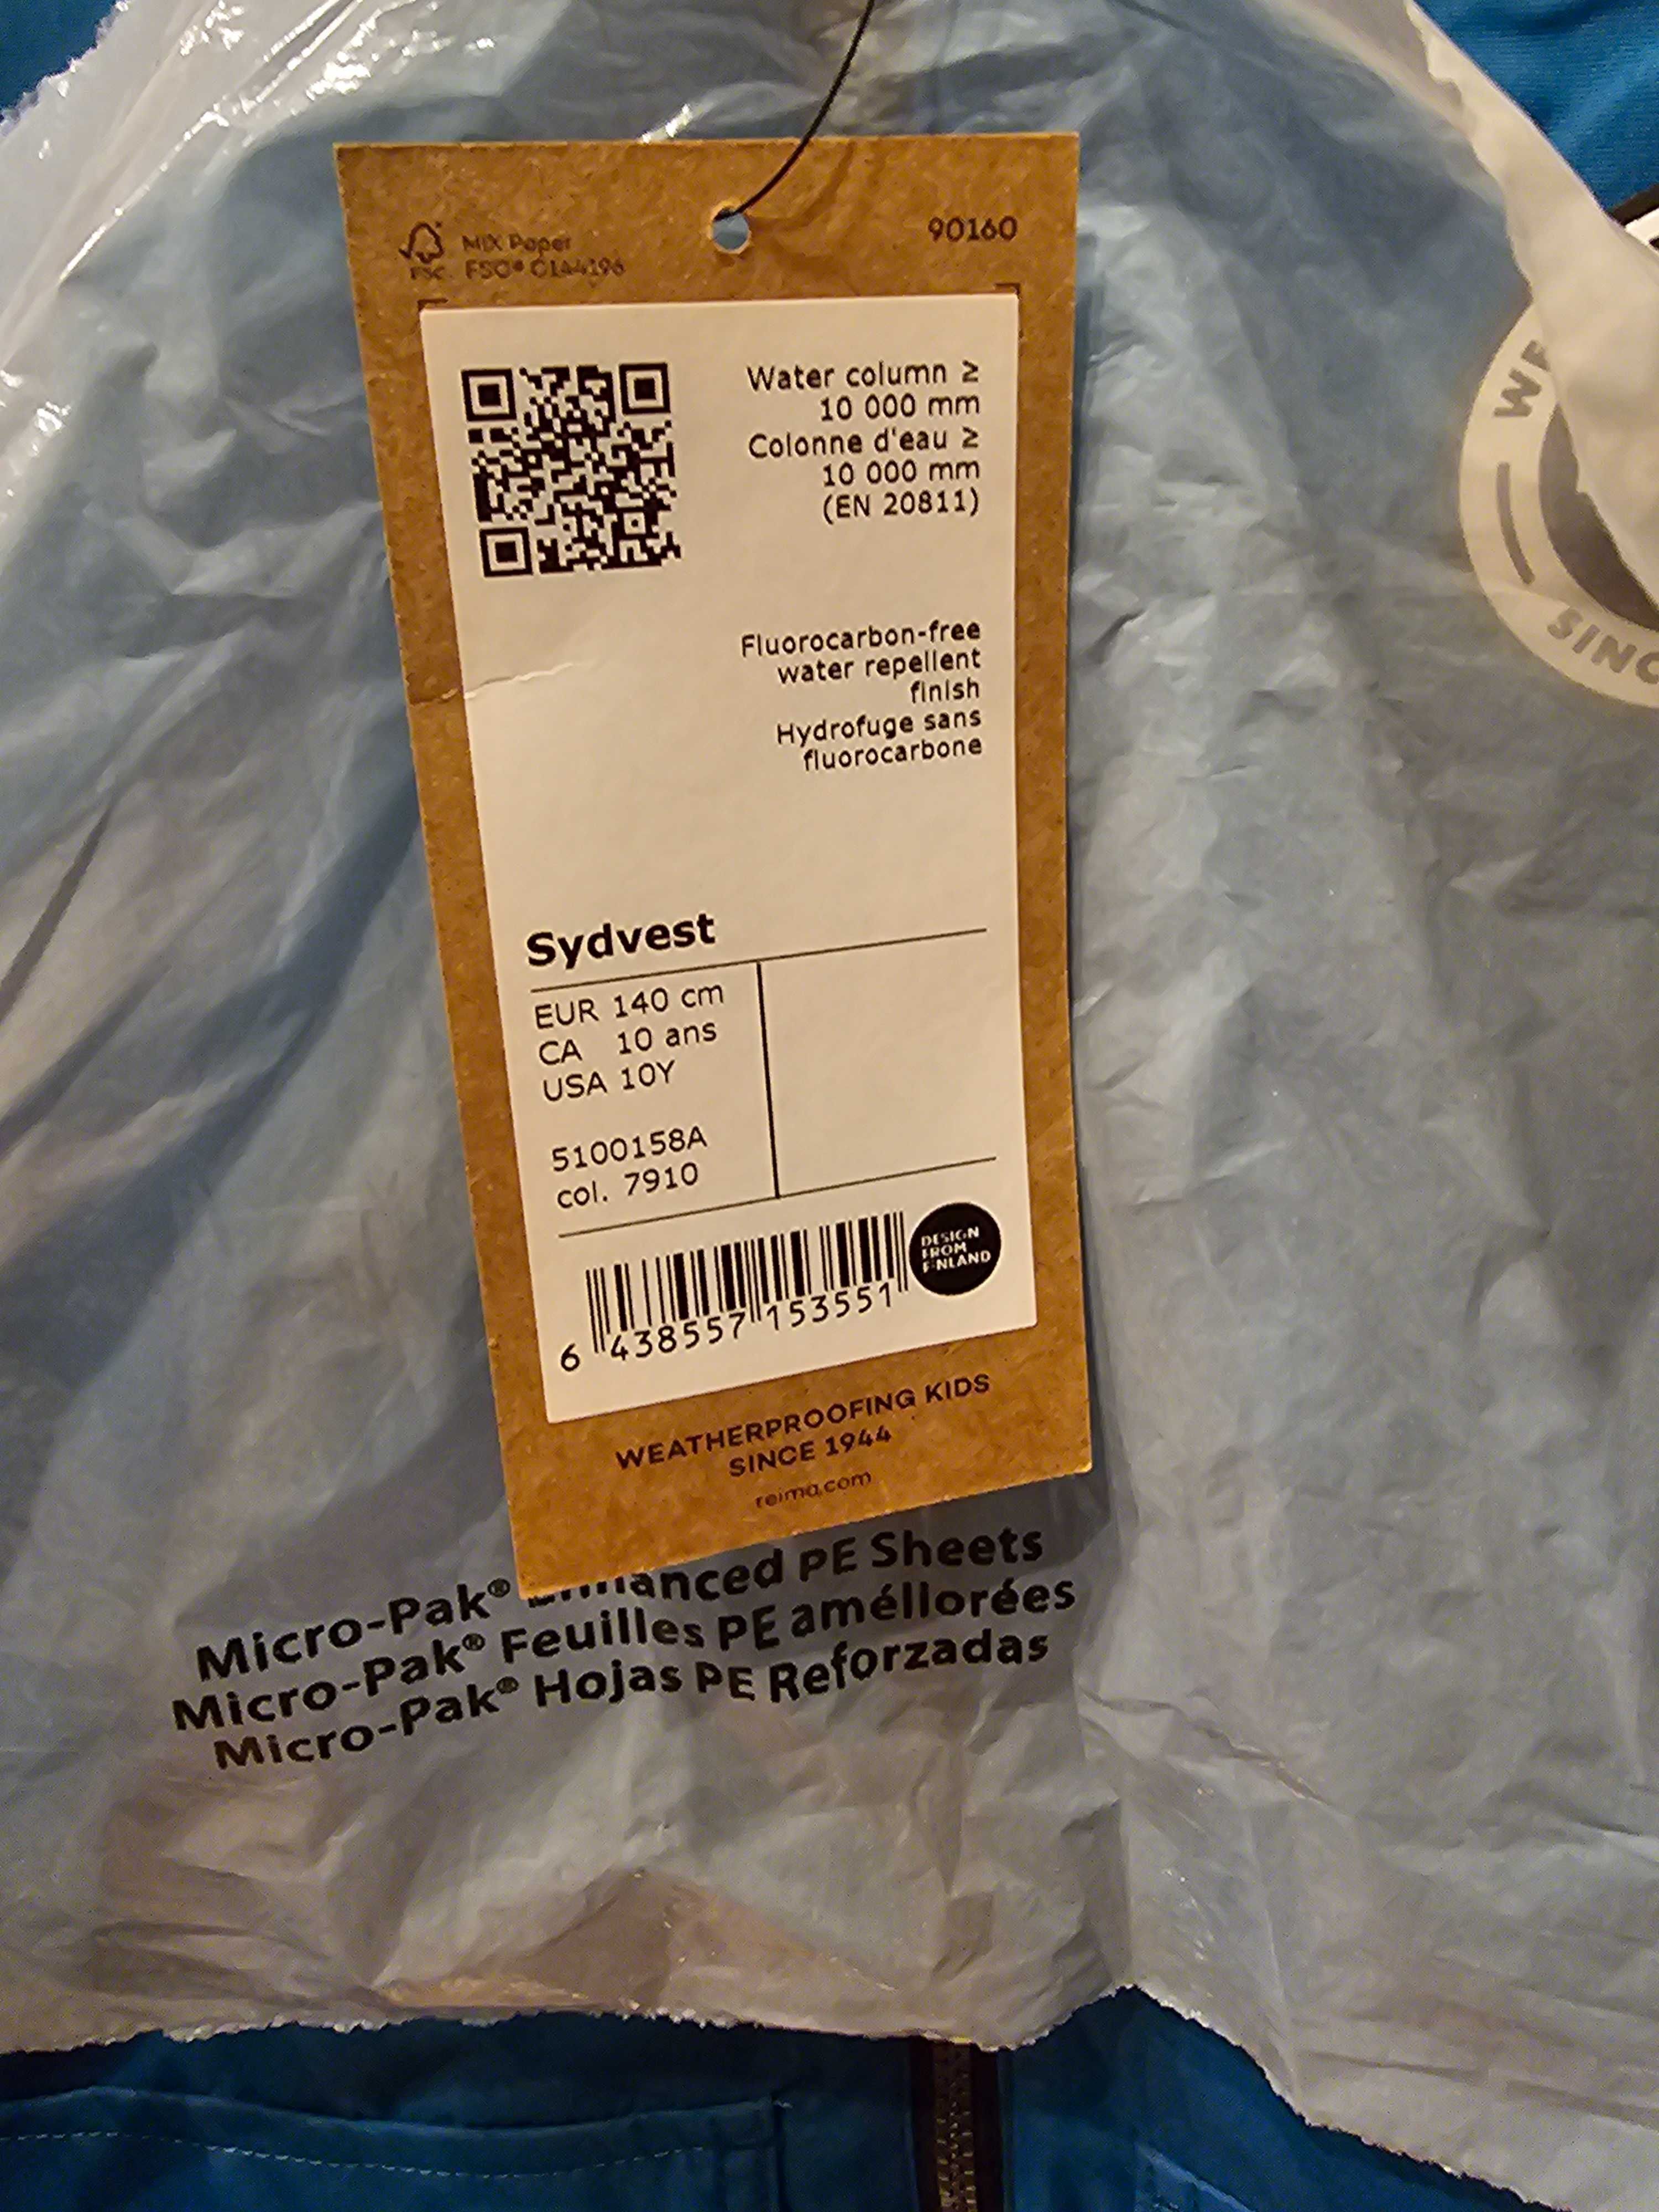 MIX Paper
FSC. FSC® C144196
90160
Water column ≥
10 000 mm
Colonne d'eau ≥
10 000 mm
(EN 20811)
Fluorocarbon-free
water repellent
finish
Hydrofuge sans
fluorocarbone
Sydvest
EUR 140 cm
CA 10 ans
USA 10Y
5100158A
col. 7910
DESIGN
FROM
FINLAND
6 438557 153551
WEATHERPROOFING KIDS
SINCE 1944
reima.com
Micro-Pak® Enhanced PE Sheets
Micro-Pak® Feuilles PE améliorées
Micro-Pak® Hojas PE Reforzadas